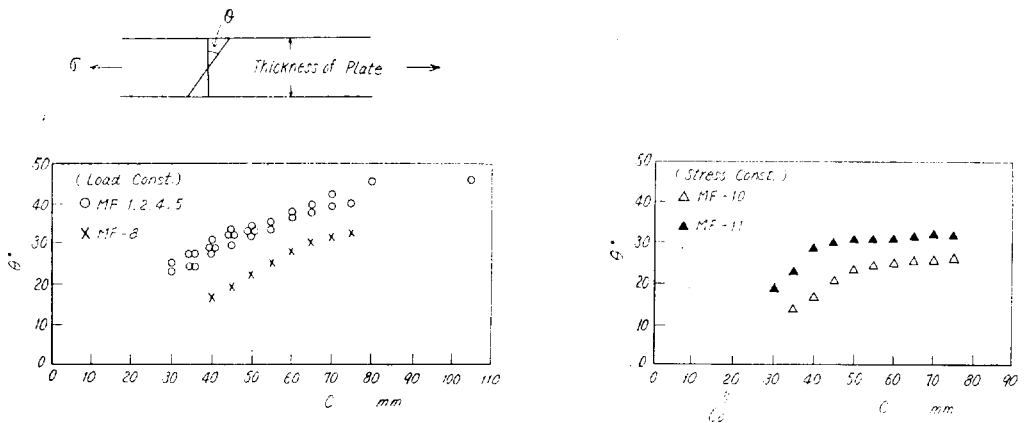 θ
σ
Thickness of Plate
50
40
30
20
10
0
θ°
(Load Const.)
○ MF 1.2.4.5
× MF-8
0 10 20 30 40 50 60 70 80 90 100 110
C mm
50
40
30
20
10
0
θ°
(Stress Const.)
△ MF-10
▲ MF-11
0 10 20 30 40 50 60 70 80 90
C mm